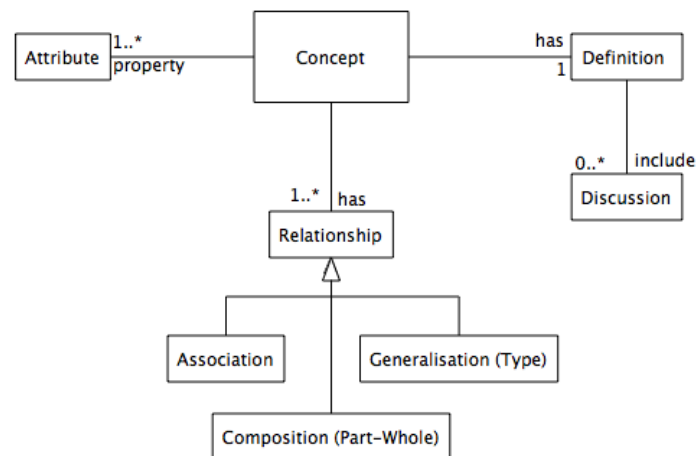 Attribute
1..*
property
Concept
has
1
Definition
0..*
include
Discussion
1..*
has
Relationship
Association
Generalisation (Type)
Composition (Part-Whole)